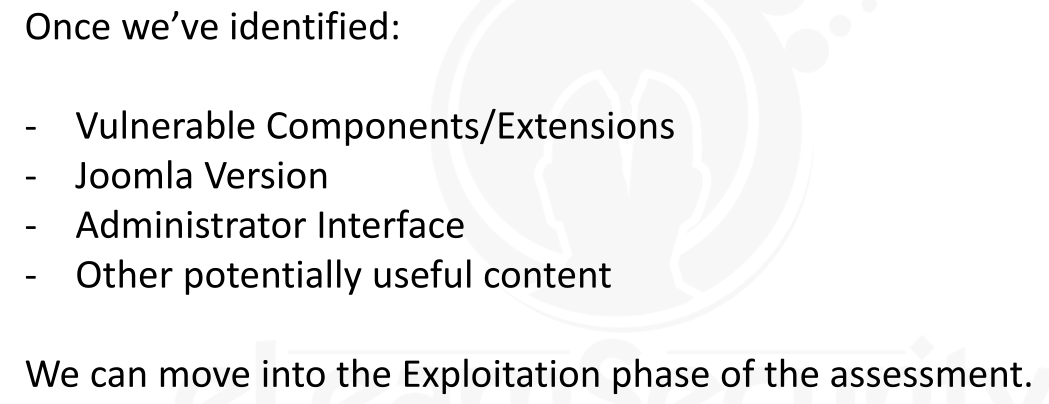 Once we’ve identified:
- Vulnerable Components/Extensions
- Joomla Version
- Administrator Interface
- Other potentially useful content
We can move into the Exploitation phase of the assessment.